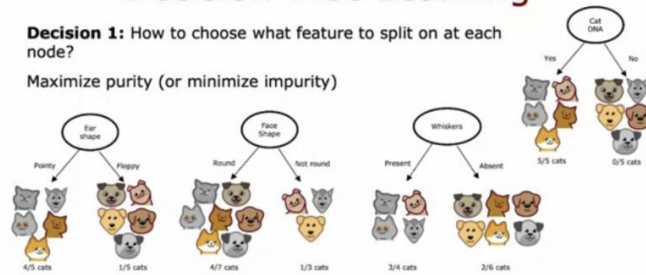 Decision 1: How to choose what feature to split on at each
node?
Maximize purity (or minimize impurity)
Cat
DNA
Yes
No
5/5 cats
0/5 cats
Ear
shape
Pointy
Floppy
4/5 cats
1/5 cats
Face
Shape
Round
Not round
4/7 cats
1/3 cats
Whiskers
Present
Absent
3/4 cats
2/6 cats